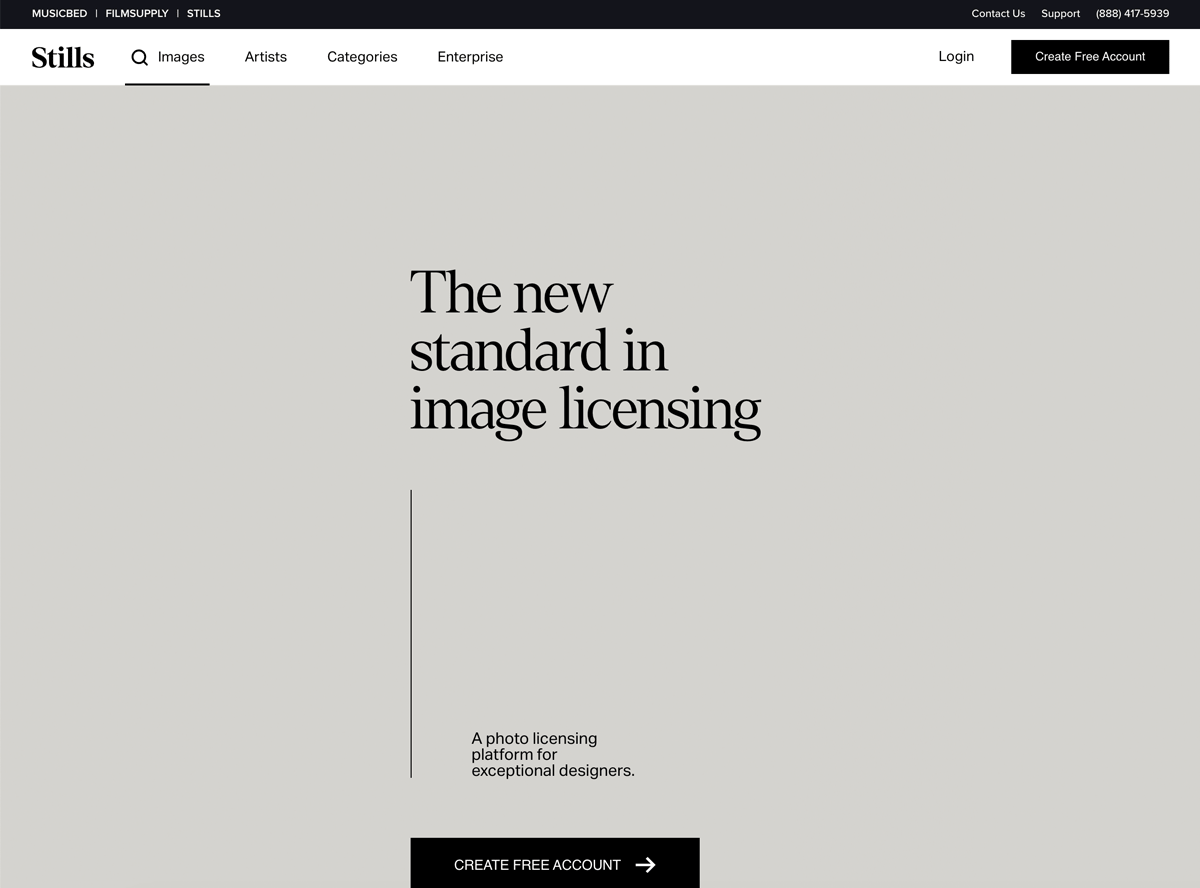 MUSICBED | FILMSUPPLY | STILLS
Contact Us Support (888) 417-5939
Stills Images Artists Categories Enterprise Login Create Free Account
The new
standard in
image licensing
A photo licensing
platform for
exceptional designers.
CREATE FREE ACCOUNT →